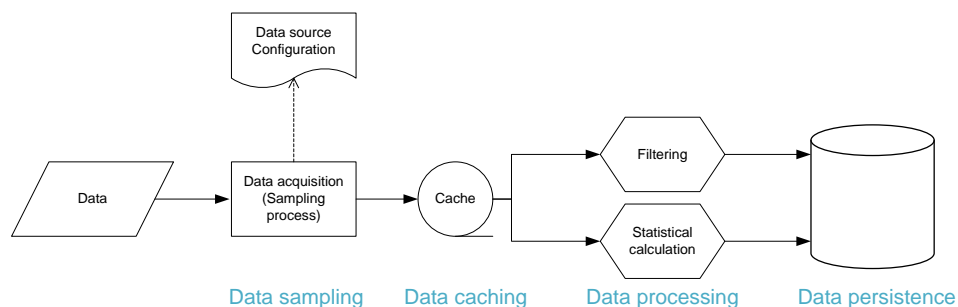 Data source
Configuration
Data
Data acquisition
(Sampling
process)
Cache
Filtering
Statistical
calculation
Data sampling
Data caching
Data processing
Data persistence